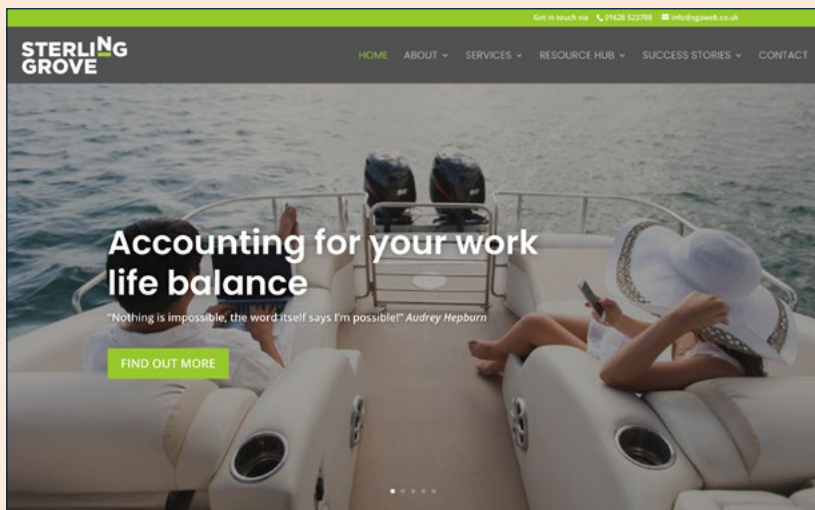 Get in touch via 01628 523700 info@sgaweb.co.uk
STERLING
GROVE
HOME ABOUT SERVICES RESOURCE HUB SUCCESS STORIES CONTACT
Accounting for your work
life balance
"Nothing is impossible, the word itself says I'm possible!" Audrey Hepburn
FIND OUT MORE